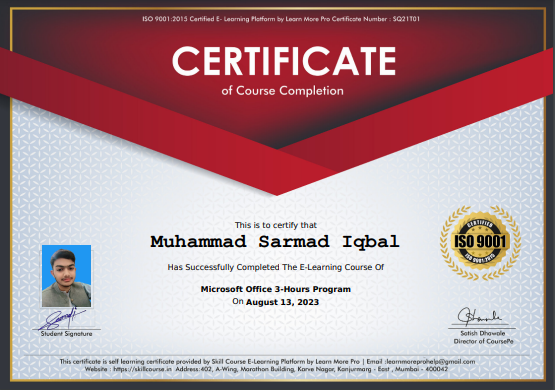 ISO 9001:2015 Certified E- Learning Platform by Learn More Pro Certificate Number : SQ21T01
CERTIFICATE
of Course Completion
This is to certify that
Muhammad Sarmad Iqbal
Has Successfully Completed The E-Learning Course Of
Microsoft Office 3-Hours Program
On August 13, 2023
CERTIFIED
ISO 9001
ISO 9001:2015
Student Signature
Satish Dhawale
Director of CoursePe
This certificate is self learning certificate provided by Skill Course E-Learning Platform by Learn More Pro | Email :learnmoreprohelp@gmail.com
Website : https://skillcourse.in Address:402, A-Wing, Marathon Building, Karve Nagar, Kanjurmarg - East , Mumbai - 400042